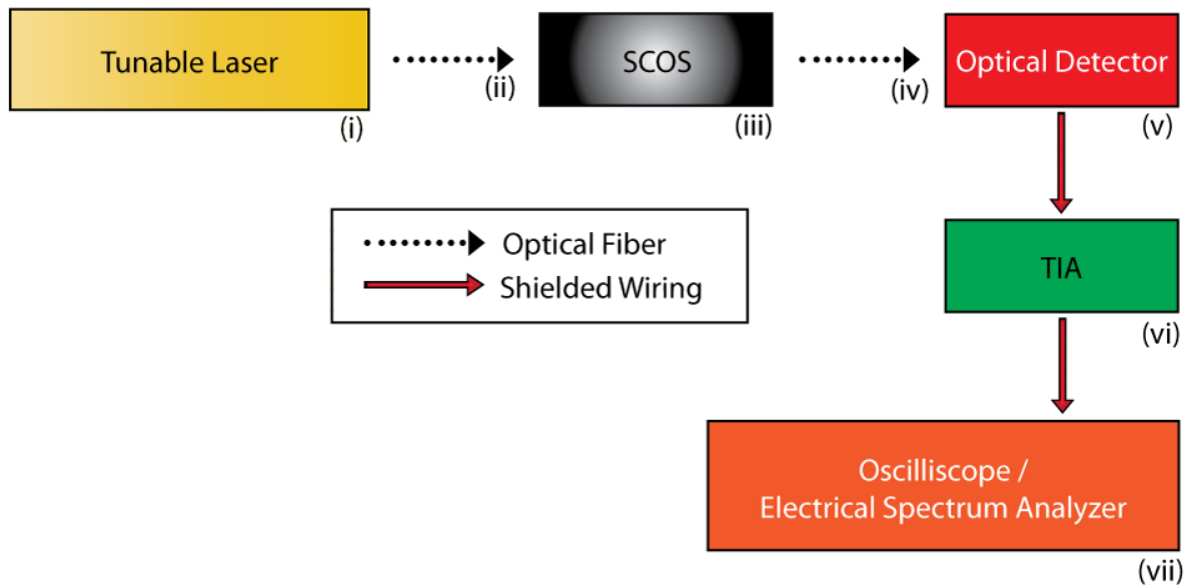 Tunable Laser
(i)
(ii)
SCOS
(iii)
(iv)
Optical Detector
(v)
Optical Fiber
Shielded Wiring
TIA
(vi)
Oscilliscope /
Electrical Spectrum Analyzer
(vii)